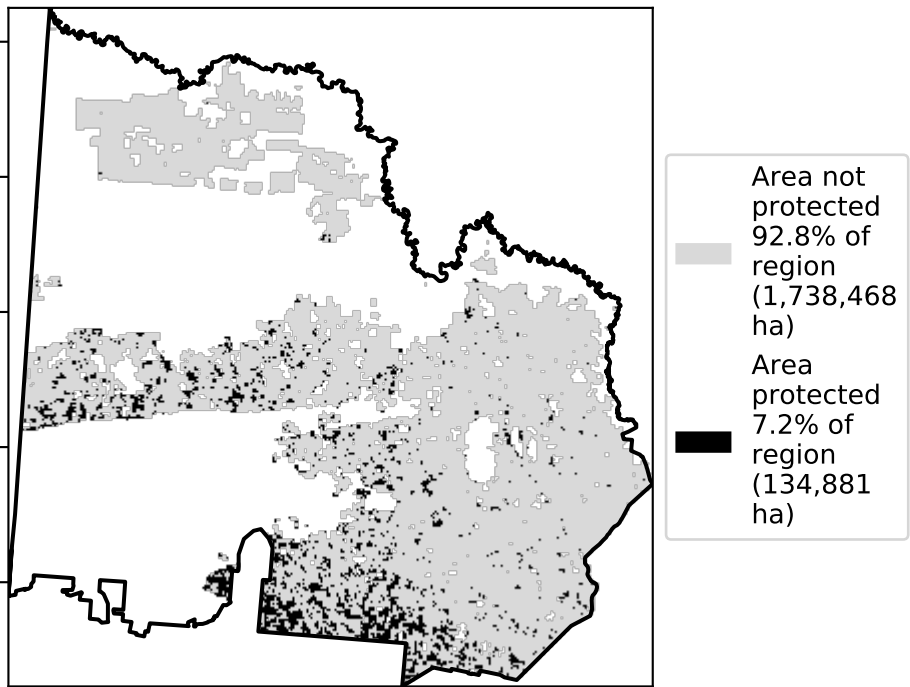 Area not
protected
92.8% of
region
(1,738,468
ha)
Area
protected
7.2% of
region
(134,881
ha)